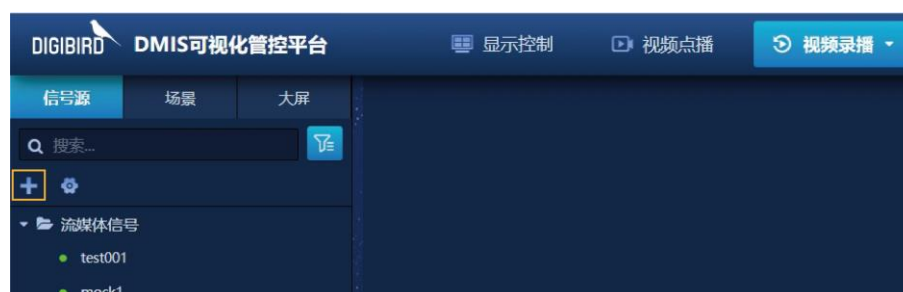 DIGIBIRD DMIS可视化管控平台 显示控制 视频点播 视频录播
信号源 场景 大屏
搜索...
流媒体信号
test001
mock1